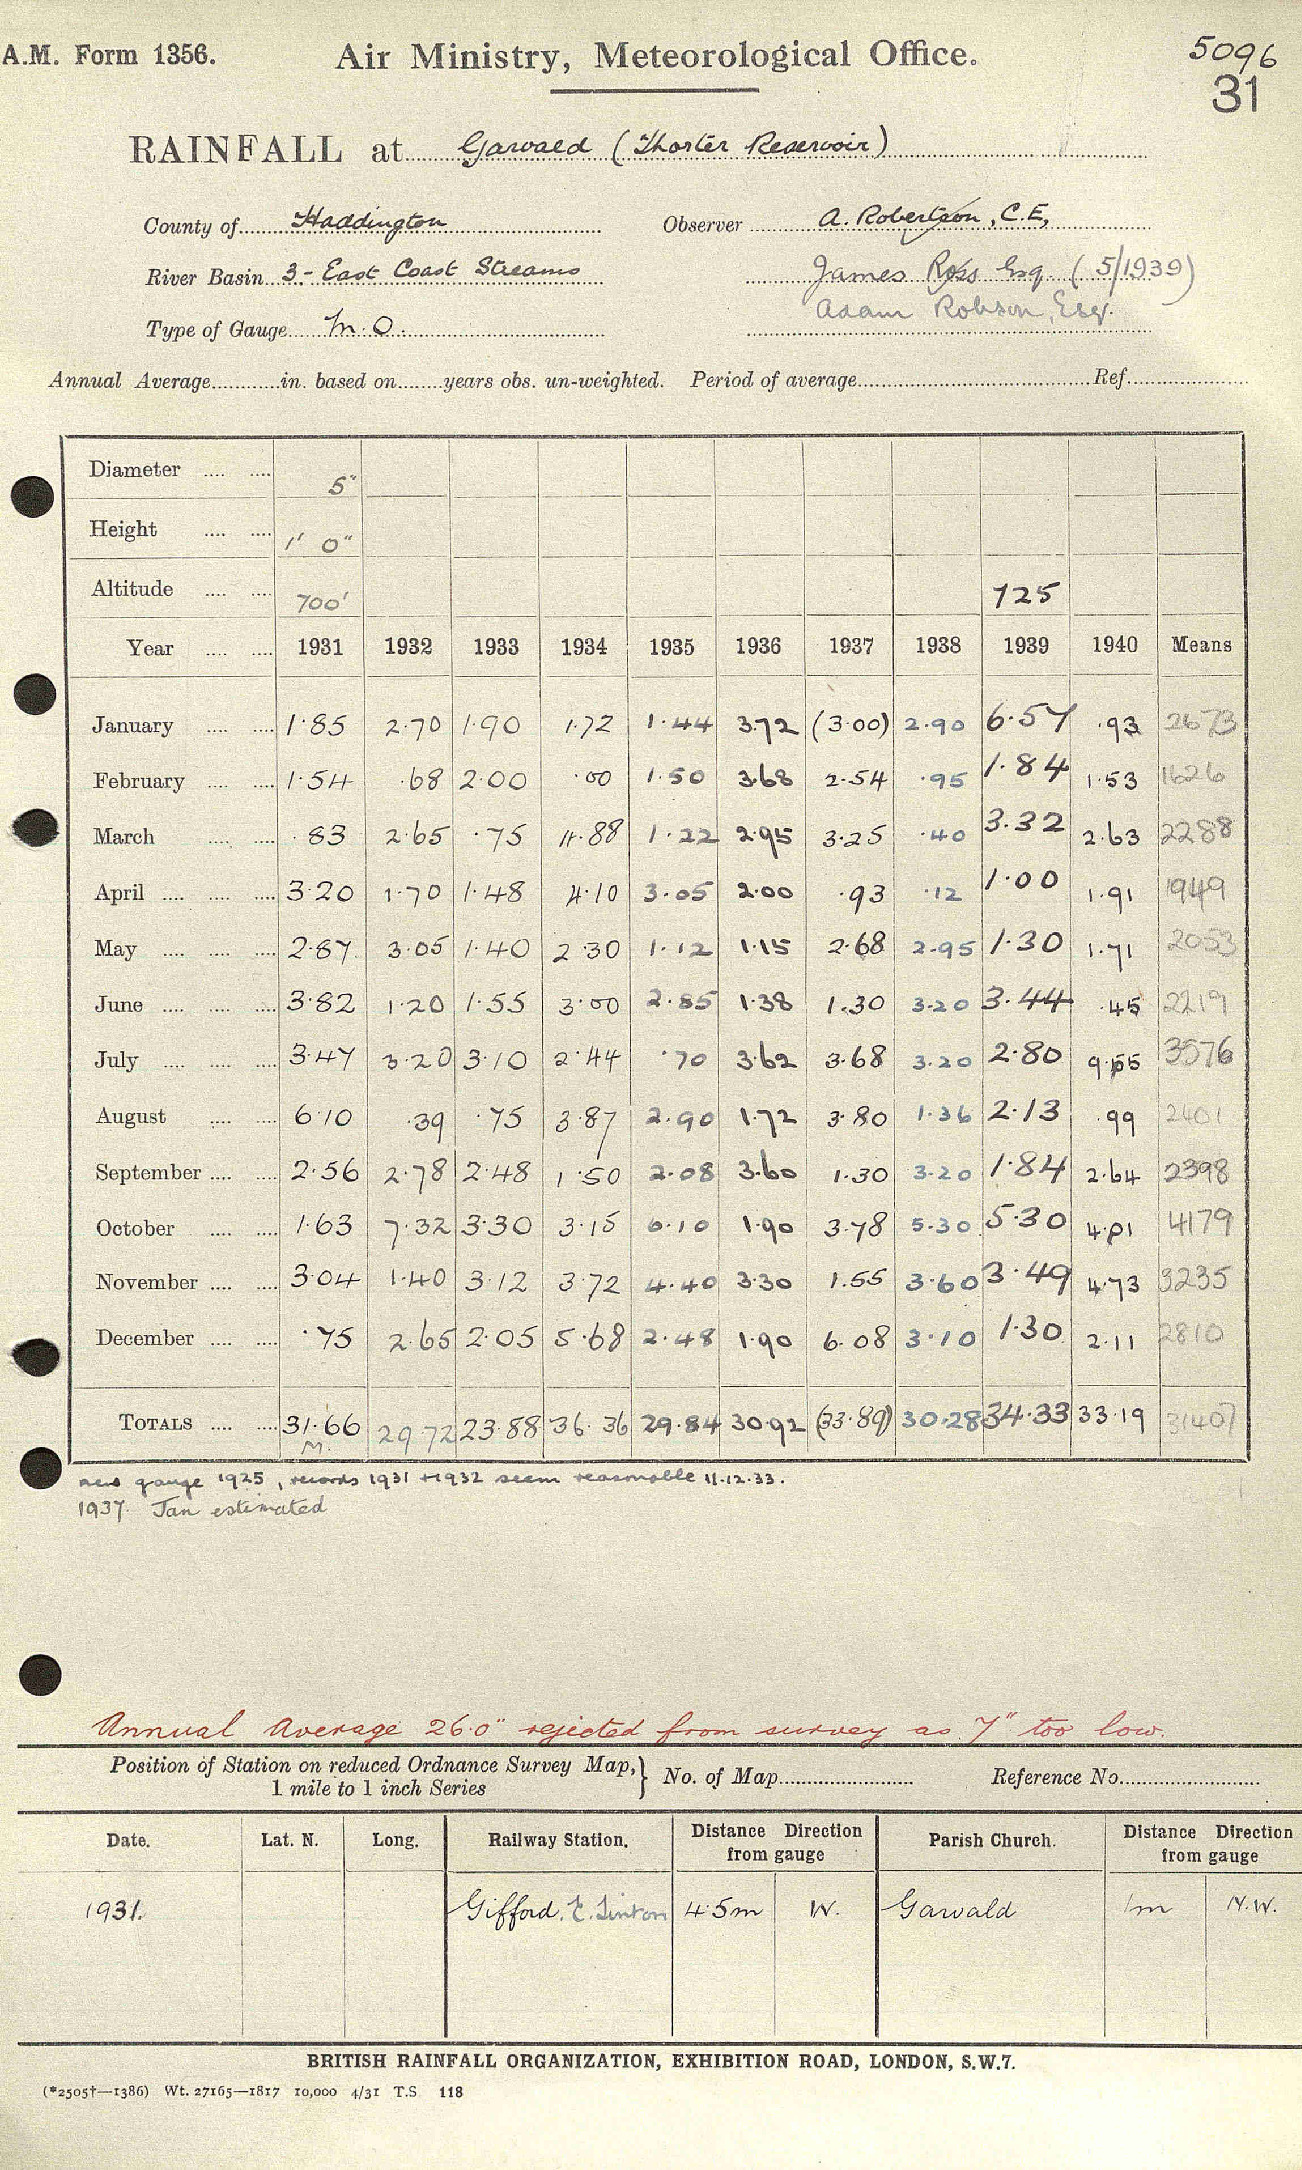 A.M. Form 1356. Air Ministry, Meteorological Office. 5096
31
RAINFALL at Garvald (Thorter Reservoir)
County of Haddington Observer A. Robertson, C.E,
River Basin 3 - East Coast Streams James Ross Esq (5/1939)
Adam Robson, Esq.
Type of Gauge M.O.
Annual Average............in. based on........years obs. un-weighted. Period of average........................................Ref.....................
Diameter .... .... 5"
Height .... .... 1' 0"
Altitude .... .... 700' 725
Year .... .... 1931 1932 1933 1934 1935 1936 1937 1938 1939 1940 Means
January .... .... 1·85 2·70 1·90 1·72 1·44 3·72 (3·00) 2·90 6·57 ·93 2673
February .... .... 1·54 ·68 2·00 ·00 1·50 3·68 2·54 ·95 1·84 1·53 1626
March .... .... ·83 2·65 ·75 4·88 1·22 2·95 3·25 ·40 3·32 2·63 2288
April .... .... .... 3·20 1·70 1·48 4·10 3·05 2·00 ·93 ·12 1·00 1·91 1949
May .... .... .... 2·87 3·05 1·40 2·30 1·12 1·15 2·68 2·95 1·30 1·71 2053
June .... .... .... 3·82 1·20 1·55 3·00 2·85 1·38 1·30 3·20 3·44 ·45 2219
July .... .... .... 3·47 3·20 3·10 2·44 ·70 3·62 3·68 3·20 2·80 9·55 3576
August .... .... 6·10 ·39 ·75 3·87 2·90 1·72 3·80 1·36 2·13 ·99 2401
September .... .... 2·56 2·78 2·48 1·50 2·08 3·60 1·30 3·20 1·84 2·64 2398
October .... .... 1·63 7·32 3·30 3·15 6·10 1·90 3·78 5·30 5·30 4·01 4179
November .... .... 3·04 1·40 3·12 3·72 4·40 3·30 1·55 3·60 3·49 4·73 3235
December .... .... ·75 2·65 2·05 5·68 2·48 1·90 6·08 3·10 1·30 2·11 2810
TOTALS .... .... 31·66 29 72 23·88 36·36 29·84 30·92 (33·89) 30·28 34·33 33·19 31407
M.
new gauge 1925, records 1931 + 1932 seem reasonable 11.12.33.
1937. Jan estimated
Annual Average 26·0" rejected from survey as 7" too low.
Position of Station on reduced Ordnance Survey Map, } No. of Map........................ Reference No.........................
1 mile to 1 inch Series
Date. Lat. N. Long. Railway Station. Distance Direction Parish Church. Distance Direction
from gauge from gauge
1931. Gifford. E. Linton 4·5m W. Garvald 1m N.W.
BRITISH RAINFALL ORGANIZATION, EXHIBITION ROAD, LONDON, S.W.7.
(*2505†—1386) Wt. 27165—1817 10,000 4/31 T.S 118